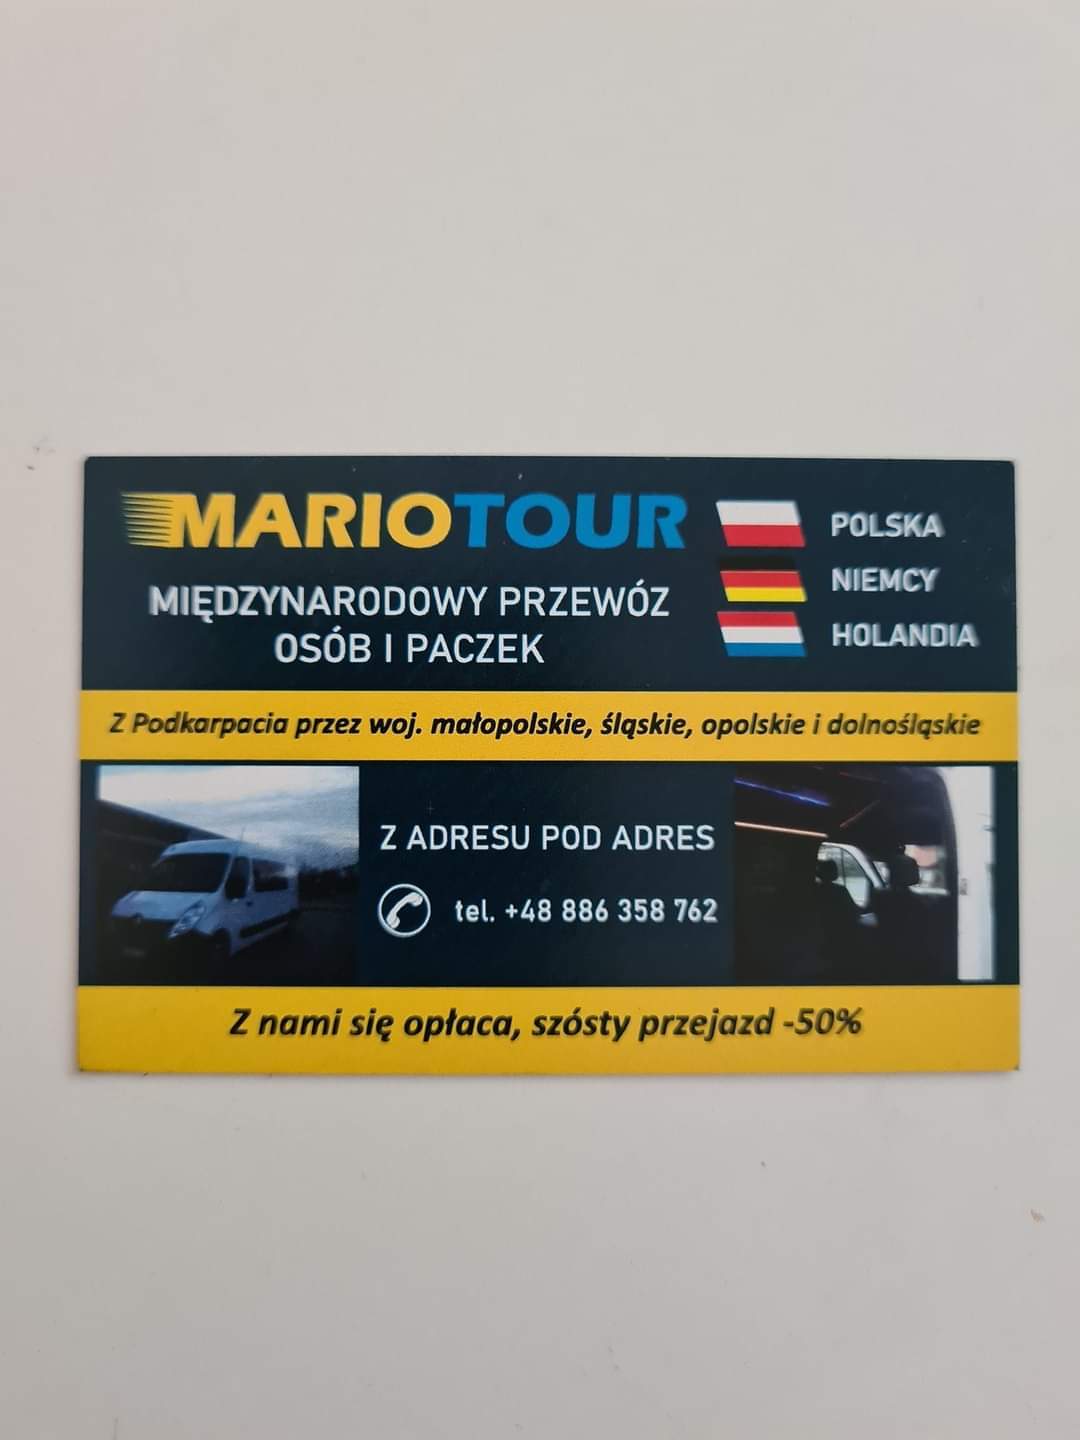 MARIOTOUR
MIĘDZYNARODOWY PRZEWÓZ
OSÓB I PACZEK
POLSKA
NIEMCY
HOLANDIA
Z Podkarpacia przez woj. małopolskie, śląskie, opolskie i dolnośląskie
Z ADRESU POD ADRES
tel. +48 886 358 762
Z nami się opłaca, szósty przejazd -50%